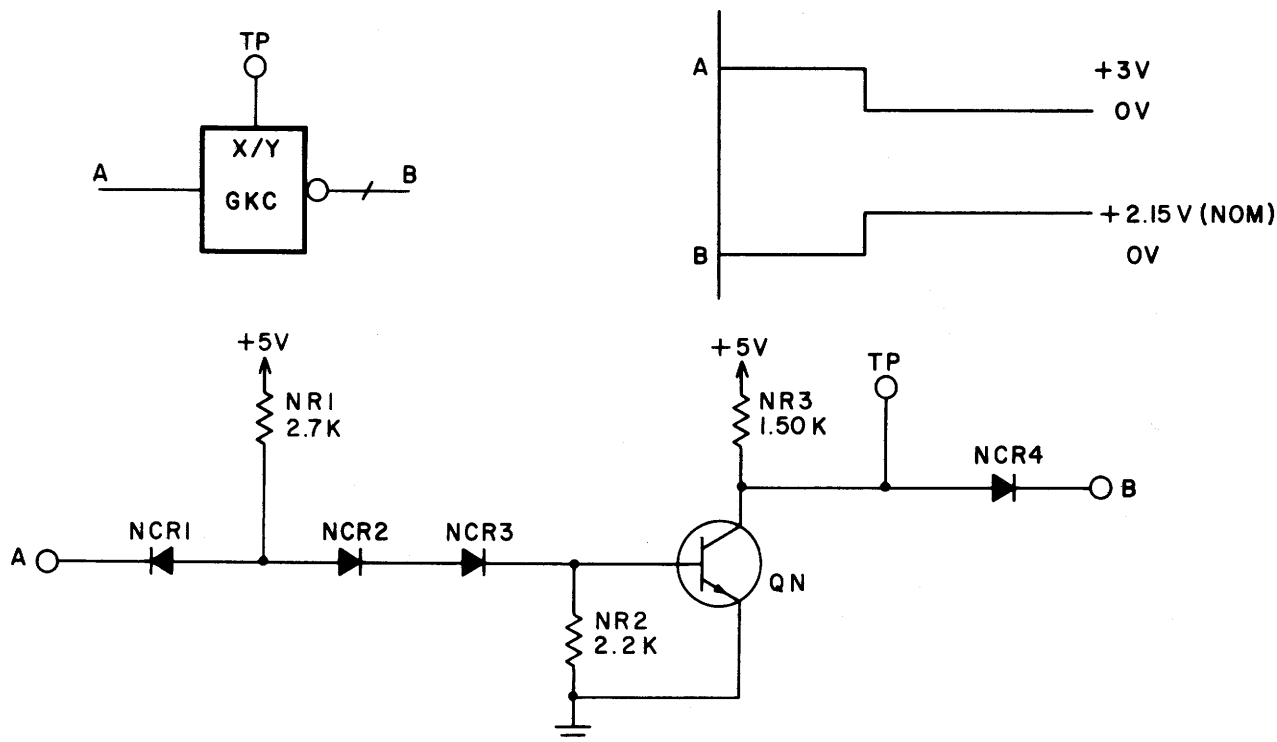 TP
X/Y
A
GKC
B
A
+3V
0V
+2.15V (NOM)
B
0V
+5V
NR1
2.7K
+5V
NR3
1.50K
TP
NCR4
B
A
NCR1
NCR2
NCR3
QN
NR2
2.2K